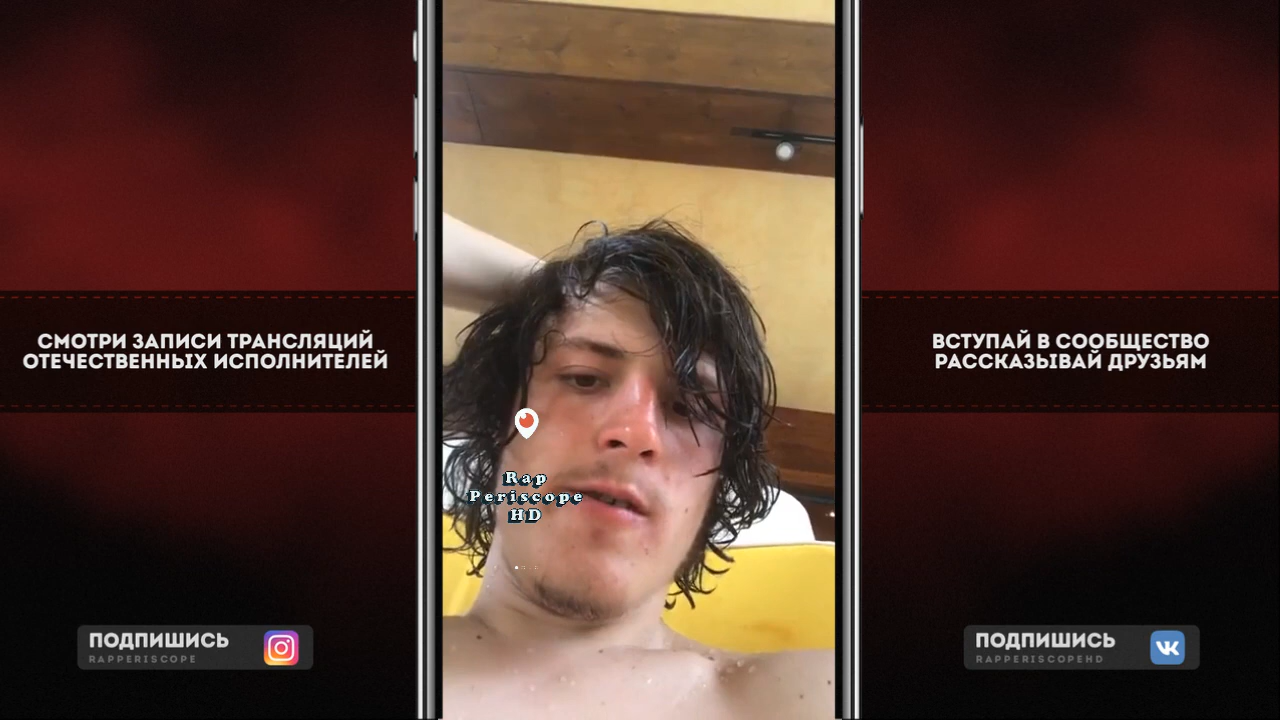 СМОТРИ ЗАПИСИ ТРАНСЛЯЦИЙ
ОТЕЧЕСТВЕННЫХ ИСПОЛНИТЕЛЕЙ
ВСТУПАЙ В СООБЩЕСТВО
РАССКАЗЫВАЙ ДРУЗЬЯМ
Rap
Periscope
HD
ПОДПИШИСЬ
RAPPERISCOPE
ПОДПИШИСЬ
RAPPERISCOPEHD